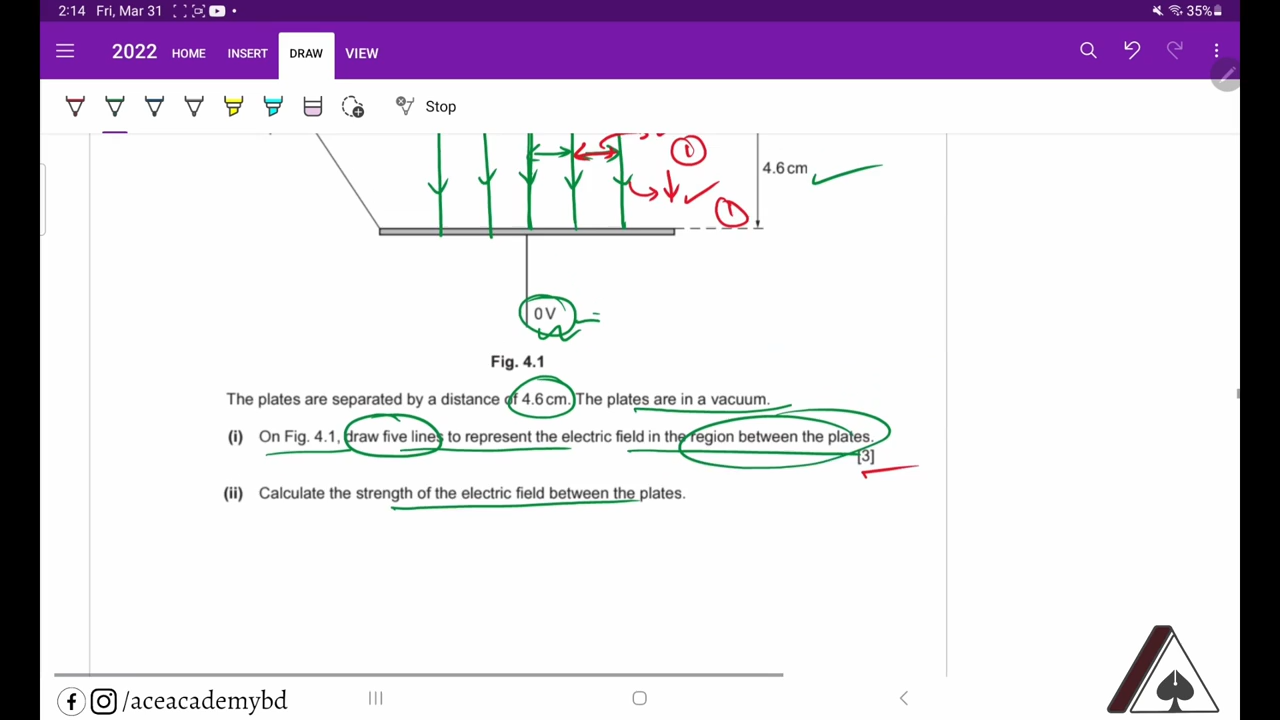 2:14 Fri, Mar 31 35%
2022 HOME INSERT DRAW VIEW
Stop
4.6 cm
0 V
Fig. 4.1
The plates are separated by a distance of 4.6 cm. The plates are in a vacuum.
(i) On Fig. 4.1, draw five lines to represent the electric field in the region between the plates.
[3]
(ii) Calculate the strength of the electric field between the plates.
/aceacademybd